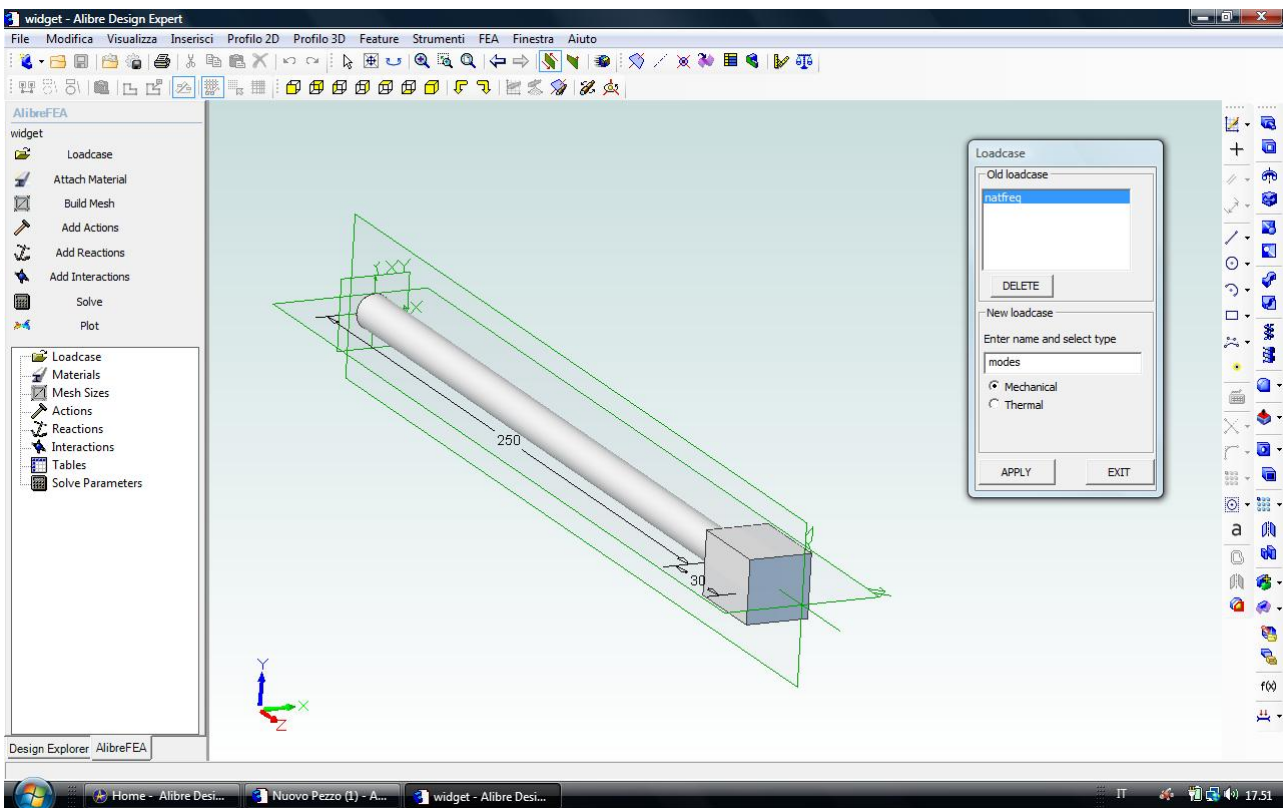 widget - Alibre Design Expert
File Modifica Visualizza Inserisci Profilo 2D Profilo 3D Feature Strumenti FEA Finestra Aiuto
AlibreFEA
widget
Loadcase
Attach Material
Build Mesh
Add Actions
Add Reactions
Add Interactions
Solve
Plot
Loadcase
Materials
Mesh Sizes
Actions
Reactions
Interactions
Tables
Solve Parameters
Design Explorer AlibreFEA
Y XY
X
250
30
Y
X
Z
Loadcase
Old loadcase
natfreq
DELETE
New loadcase
Enter name and select type
modes
Mechanical
Thermal
APPLY EXIT
a
f(x)
Home - Alibre Desi... Nuovo Pezzo (1) - A... widget - Alibre Desi... IT 17.51